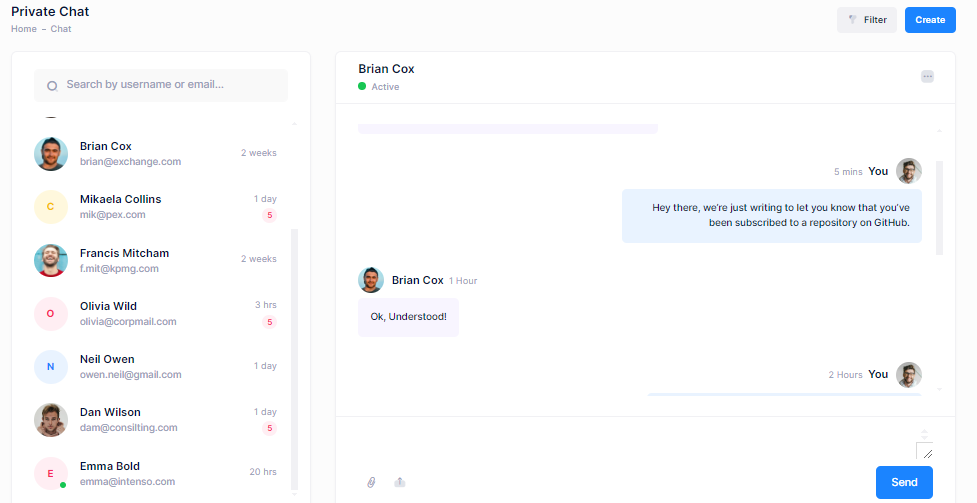 Private Chat
Home – Chat
Filter
Create
Search by username or email...
Brian Cox
brian@exchange.com
2 weeks
C
Mikaela Collins
mik@pex.com
1 day
5
Francis Mitcham
f.mit@kpmg.com
2 weeks
O
Olivia Wild
olivia@corpmail.com
3 hrs
5
N
Neil Owen
owen.neil@gmail.com
1 day
Dan Wilson
dam@consilting.com
1 day
5
E
Emma Bold
emma@intenso.com
20 hrs
Brian Cox
Active
5 mins You
Hey there, we're just writing to let you know that you've
been subscribed to a repository on GitHub.
Brian Cox 1 Hour
Ok, Understood!
2 Hours You
Send